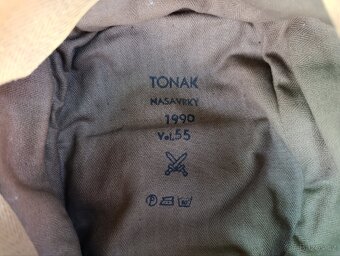 TONAK
NASAVRKY
1990
Vel.55
P